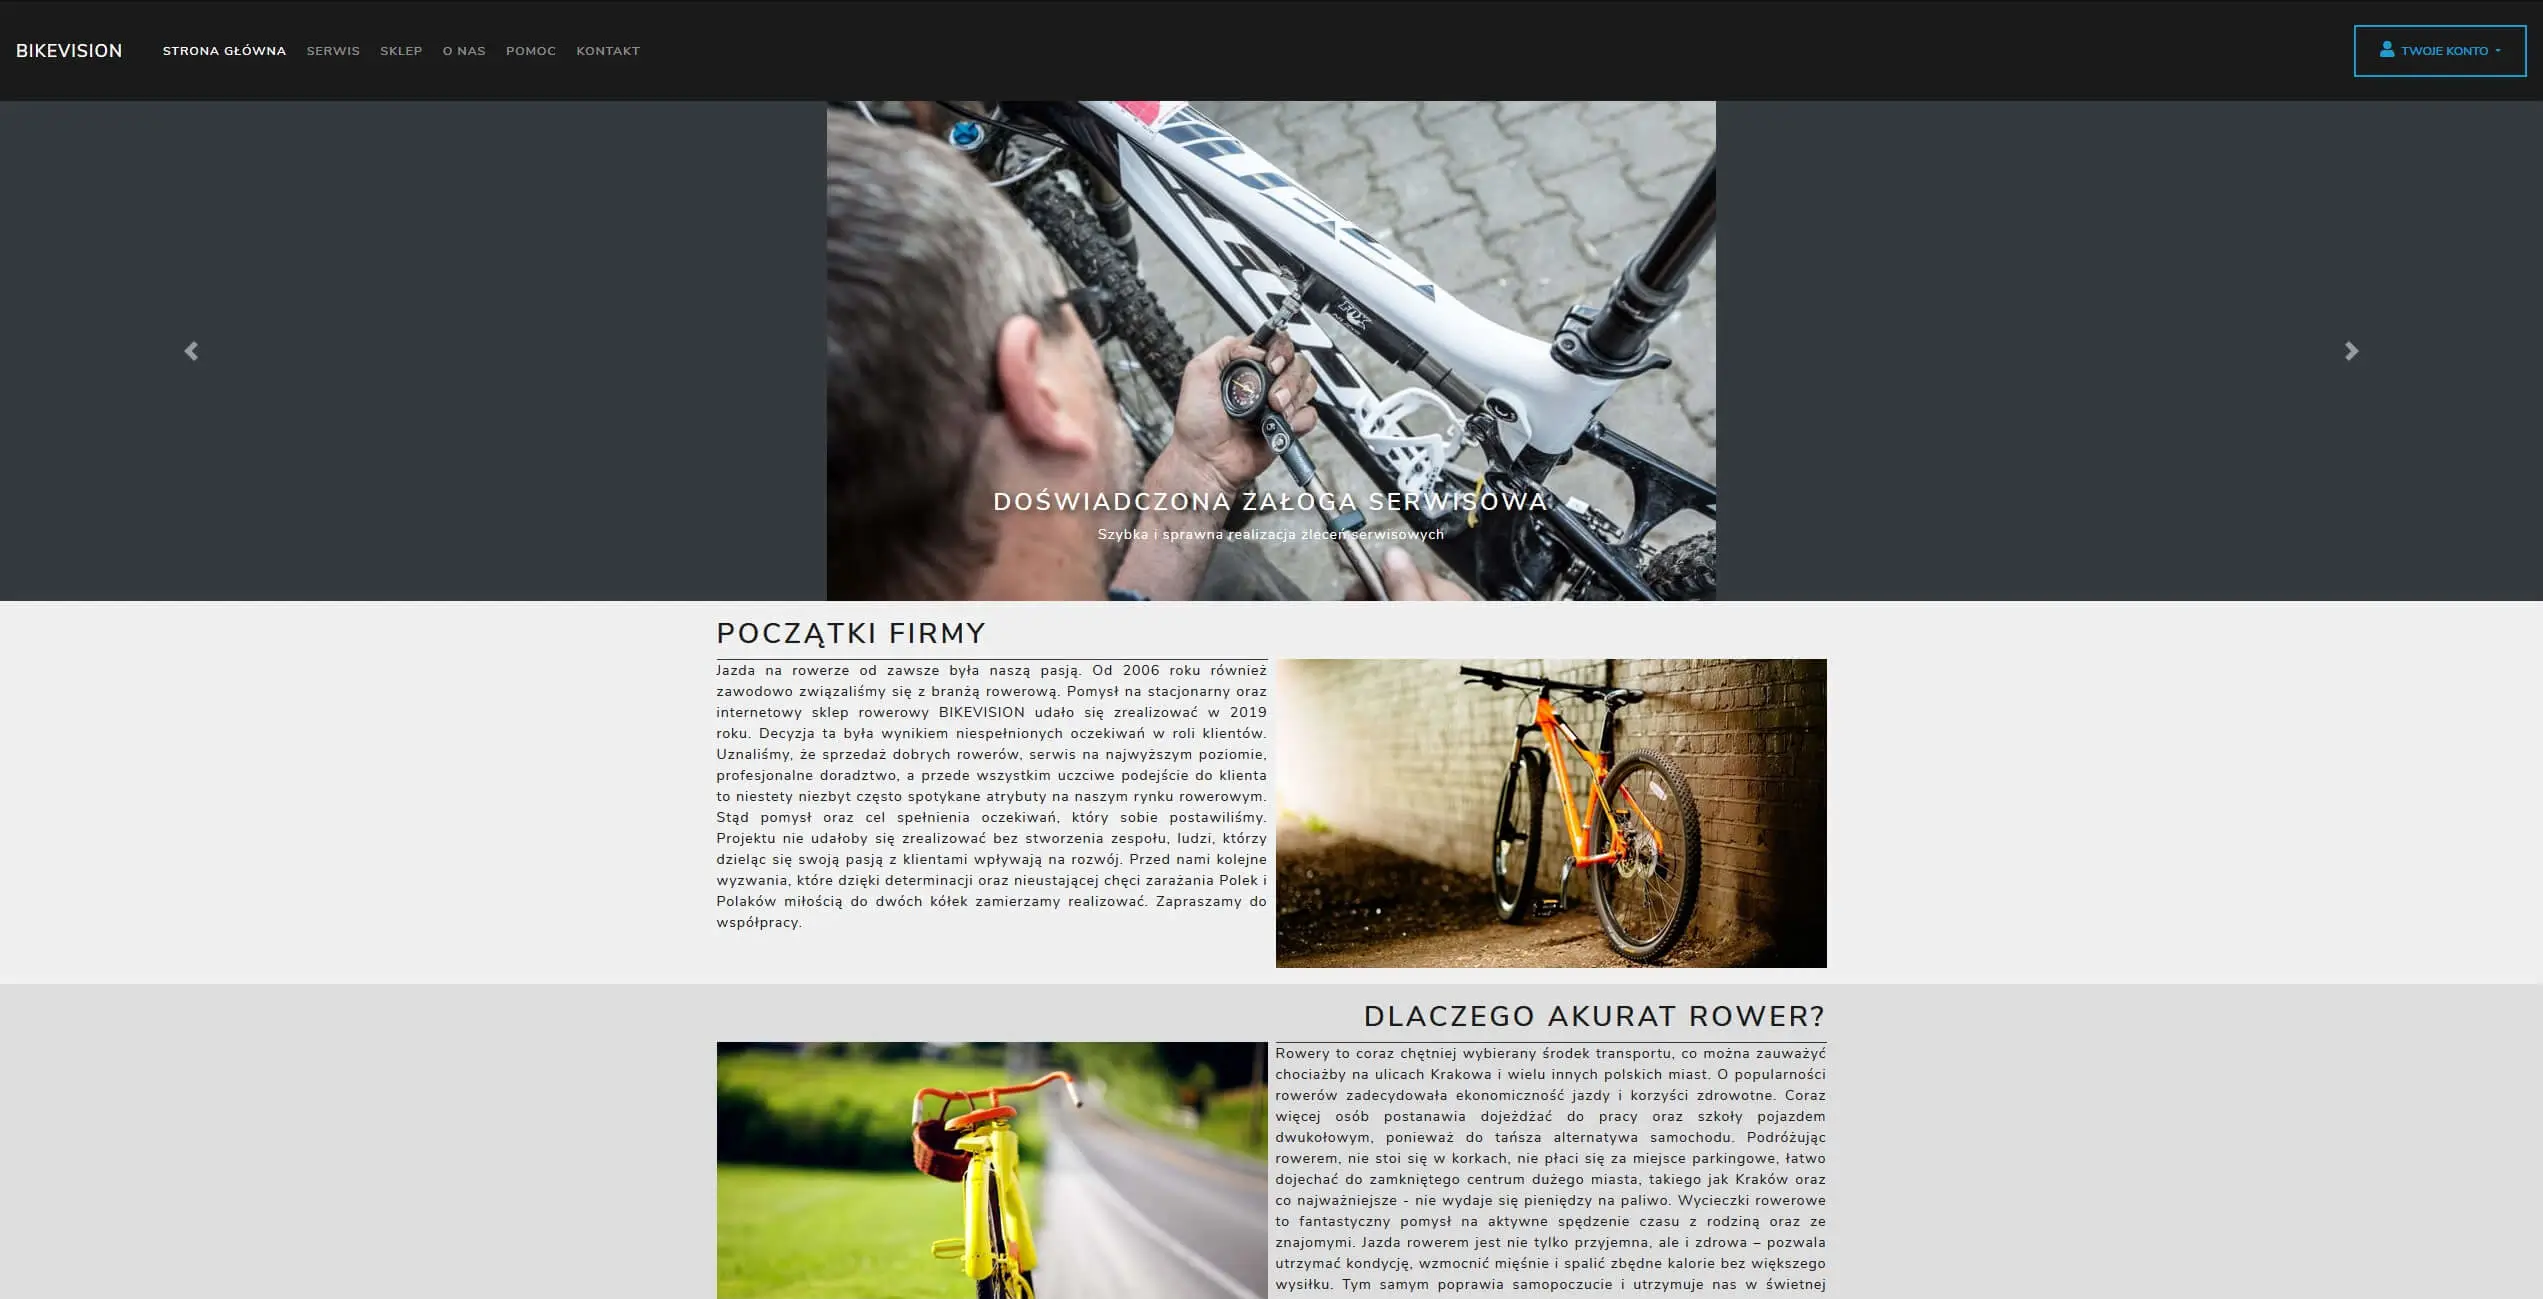 BIKEVISION STRONA GŁÓWNA SERWIS SKLEP O NAS POMOC KONTAKT TWOJE KONTO
FOX
DOŚWIADCZONA ZAŁOGA SERWISOWA
Szybka i sprawna realizacja zleceń serwisowych
POCZĄTKI FIRMY
Jazda na rowerze od zawsze była naszą pasją. Od 2006 roku również
zawodowo związaliśmy się z branżą rowerową. Pomysł na stacjonarny oraz
internetowy sklep rowerowy BIKEVISION udało się zrealizować w 2019
roku. Decyzja ta była wynikiem niespełnionych oczekiwań w roli klientów.
Uznaliśmy, że sprzedaż dobrych rowerów, serwis na najwyższym poziomie,
profesjonalne doradztwo, a przede wszystkim uczciwe podejście do klienta
to niestety niezbyt często spotykane atrybuty na naszym rynku rowerowym.
Stąd pomysł oraz cel spełnienia oczekiwań, który sobie postawiliśmy.
Projektu nie udałoby się zrealizować bez stworzenia zespołu, ludzi, którzy
dzieląc się swoją pasją z klientami wpływają na rozwój. Przed nami kolejne
wyzwania, które dzięki determinacji oraz nieustającej chęci zarażania Polek i
Polaków miłością do dwóch kółek zamierzamy realizować. Zapraszamy do
współpracy.
DLACZEGO AKURAT ROWER?
Rowery to coraz chętniej wybierany środek transportu, co można zauważyć
chociażby na ulicach Krakowa i wielu innych polskich miast. O popularności
rowerów zadecydowała ekonomiczność jazdy i korzyści zdrowotne. Coraz
więcej osób postanawia dojeżdżać do pracy oraz szkoły pojazdem
dwukołowym, ponieważ do tańsza alternatywa samochodu. Podróżując
rowerem, nie stoi się w korkach, nie płaci się za miejsce parkingowe, łatwo
dojechać do zamkniętego centrum dużego miasta, takiego jak Kraków oraz
co najważniejsze - nie wydaje się pieniędzy na paliwo. Wycieczki rowerowe
to fantastyczny pomysł na aktywne spędzenie czasu z rodziną oraz ze
znajomymi. Jazda rowerem jest nie tylko przyjemna, ale i zdrowa – pozwala
utrzymać kondycję, wzmocnić mięśnie i spalić zbędne kalorie bez większego
wysiłku. Tym samym poprawia samopoczucie i utrzymuje nas w świetnej